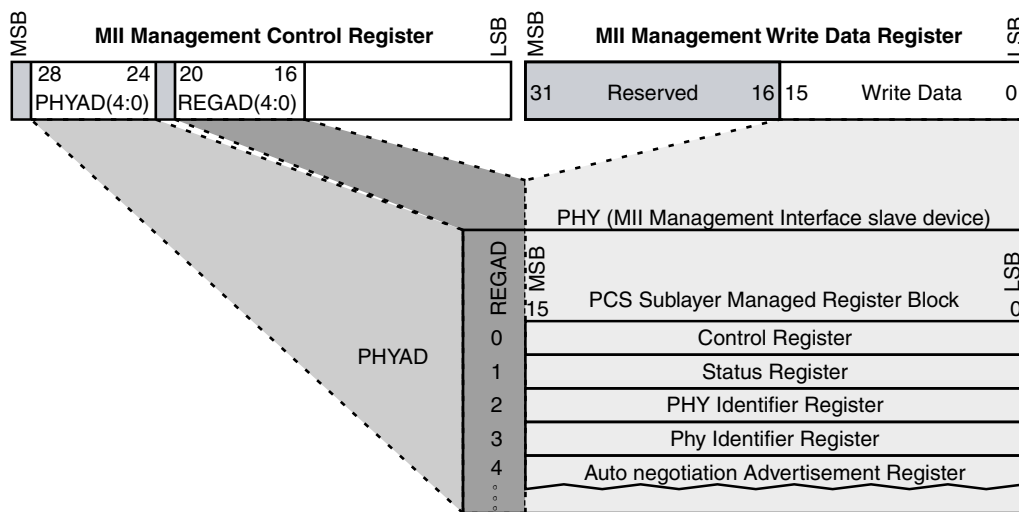 MSB MII Management Control Register LSB
MSB MII Management Write Data Register LSB
28 24 20 16
PHYAD(4:0) REGAD(4:0)
31 Reserved 16 15 Write Data 0
PHY (MII Management Interface slave device)
REGAD MSB LSB
PCS Sublayer Managed Register Block
15 0
PHYAD
0 Control Register
1 Status Register
2 PHY Identifier Register
3 Phy Identifier Register
4 Auto negotiation Advertisement Register